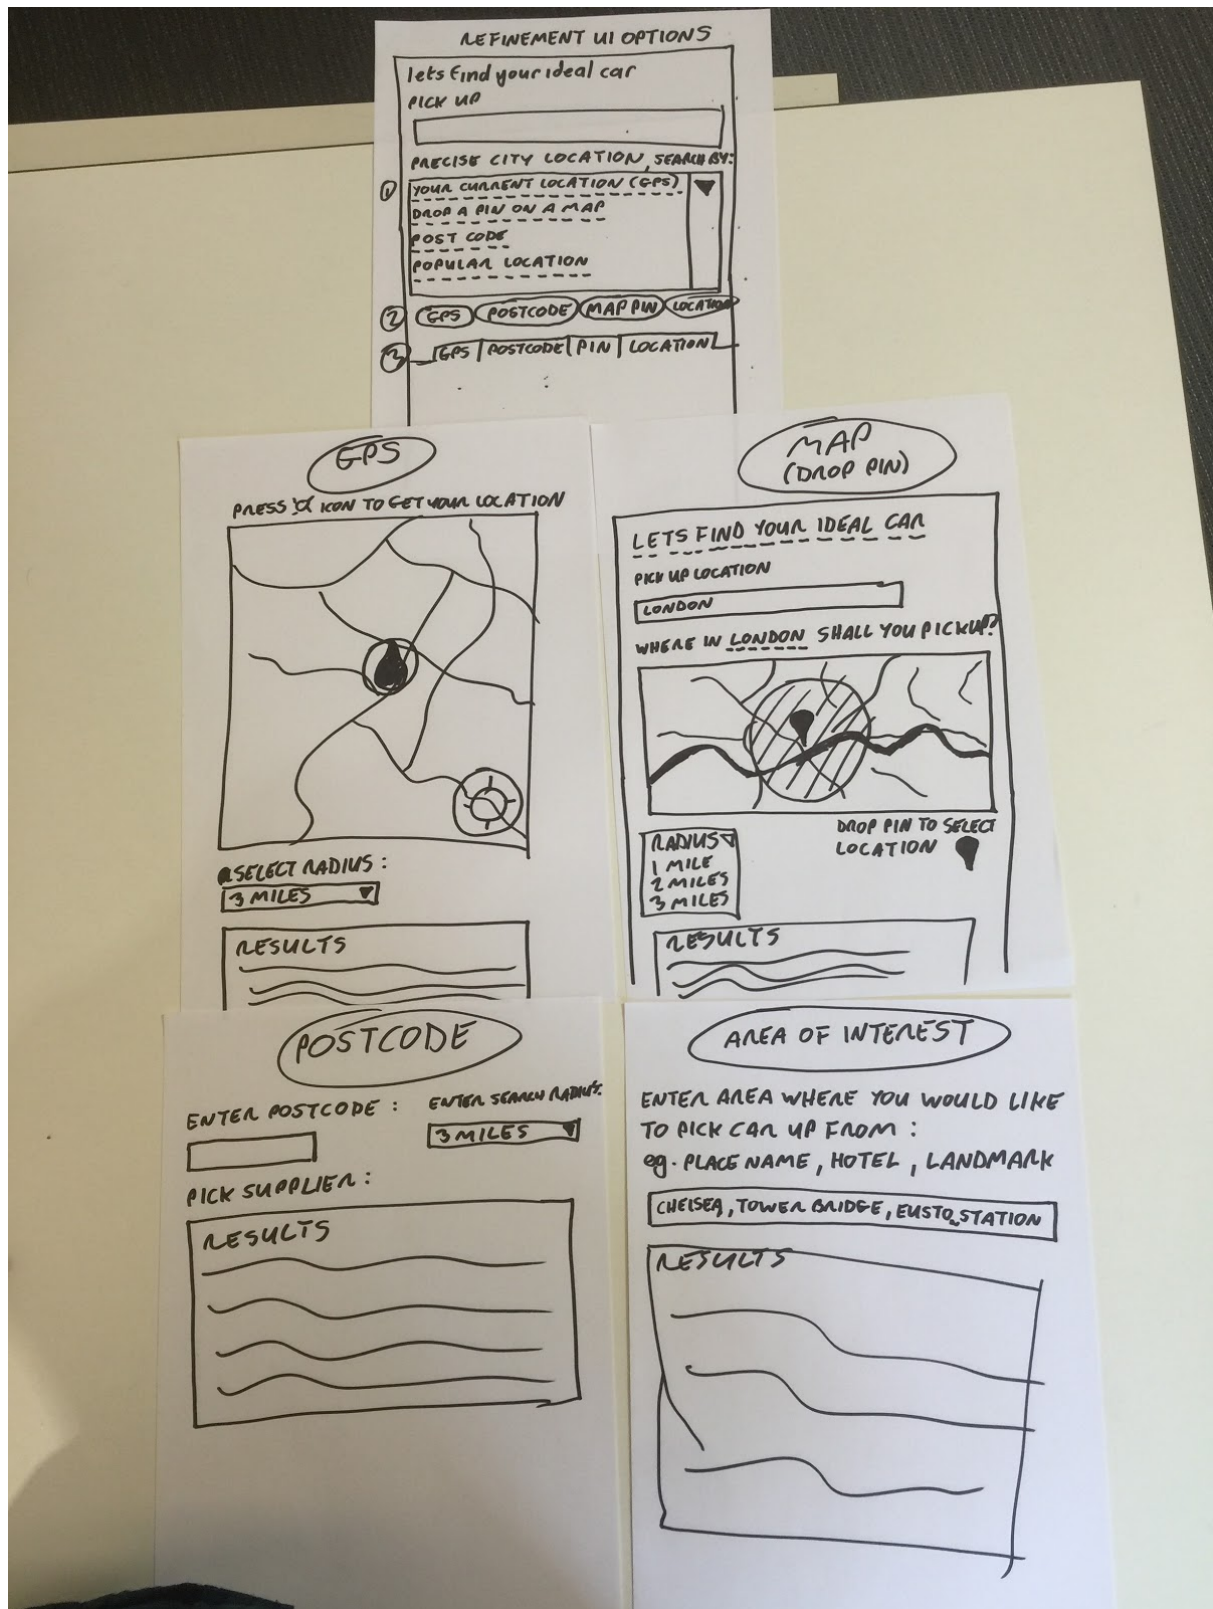 REFINEMENT UI OPTIONS
lets find your ideal car
PICK UP
PRECISE CITY LOCATION, SEARCH BY:
1
YOUR CURRENT LOCATION (GPS)
DROP A PIN ON A MAP
POST CODE
POPULAR LOCATION
2 GPS POSTCODE MAP PIN LOCATION
3 GPS POSTCODE PIN LOCATION
GPS
PRESS ICON TO GET YOUR LOCATION
SELECT RADIUS:
3 MILES
RESULTS
MAP
(DROP PIN)
LETS FIND YOUR IDEAL CAR
PICK UP LOCATION
LONDON
WHERE IN LONDON SHALL YOU PICKUP?
DROP PIN TO SELECT
LOCATION
RADIUS
1 MILE
2 MILES
3 MILES
RESULTS
POSTCODE
ENTER POSTCODE:
ENTER SEARCH RADIUS:
3 MILES
PICK SUPPLIER:
RESULTS
AREA OF INTEREST
ENTER AREA WHERE YOU WOULD LIKE
TO PICK CAR UP FROM:
eg. PLACE NAME, HOTEL, LANDMARK
CHELSEA, TOWER BRIDGE, EUSTON STATION
RESULTS